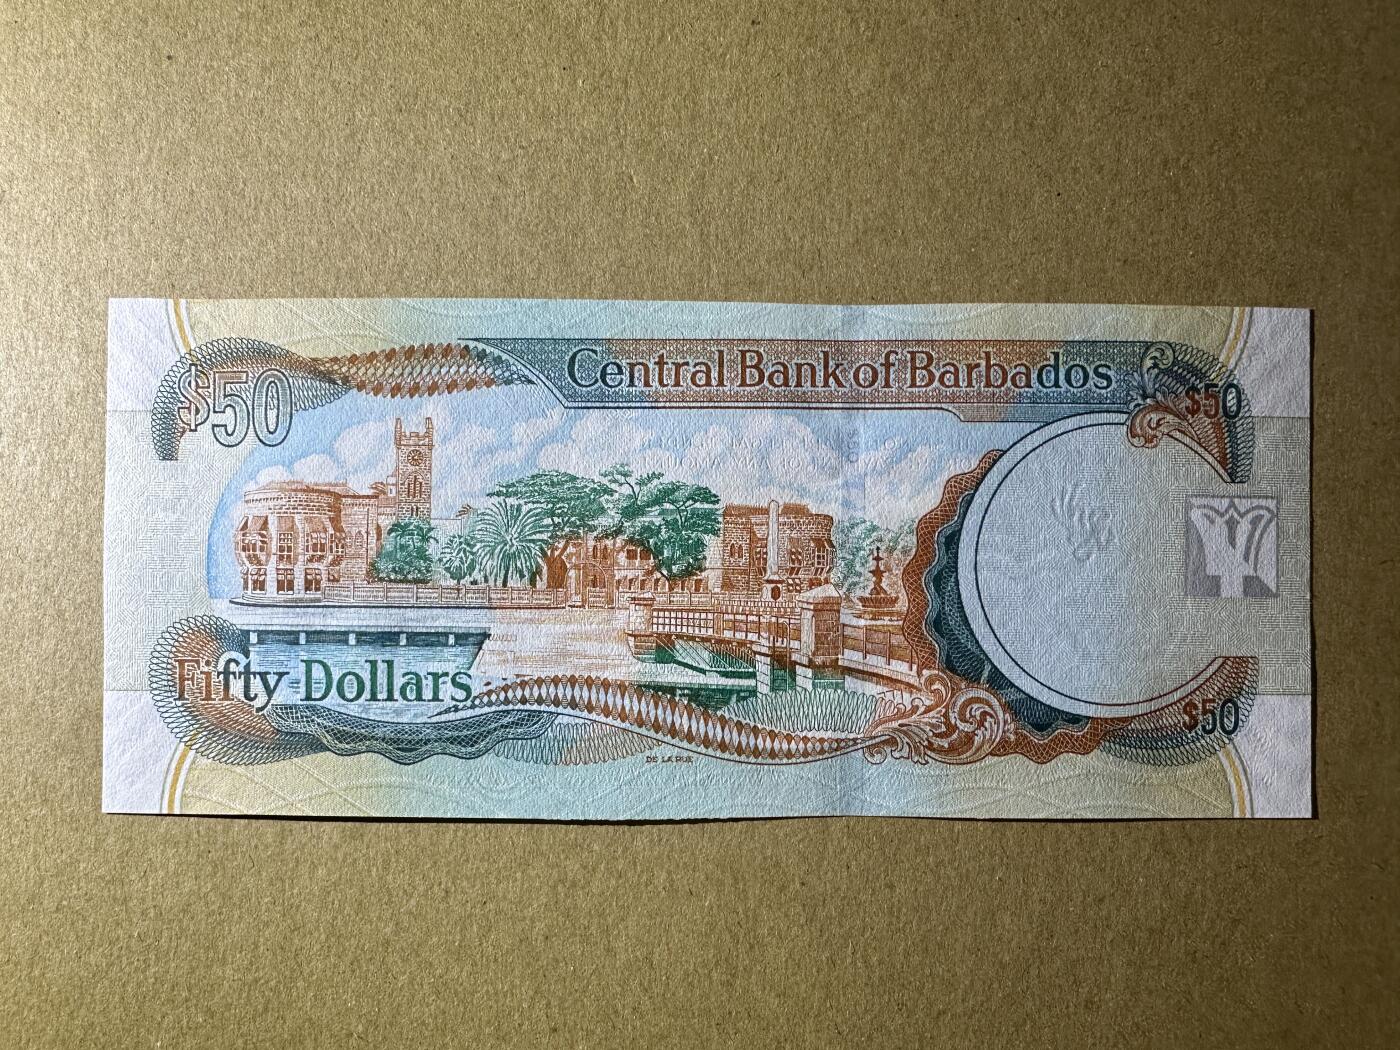 Central Bank of Barbados
$50
$50
Fifty Dollars
$50
DE LA RUE